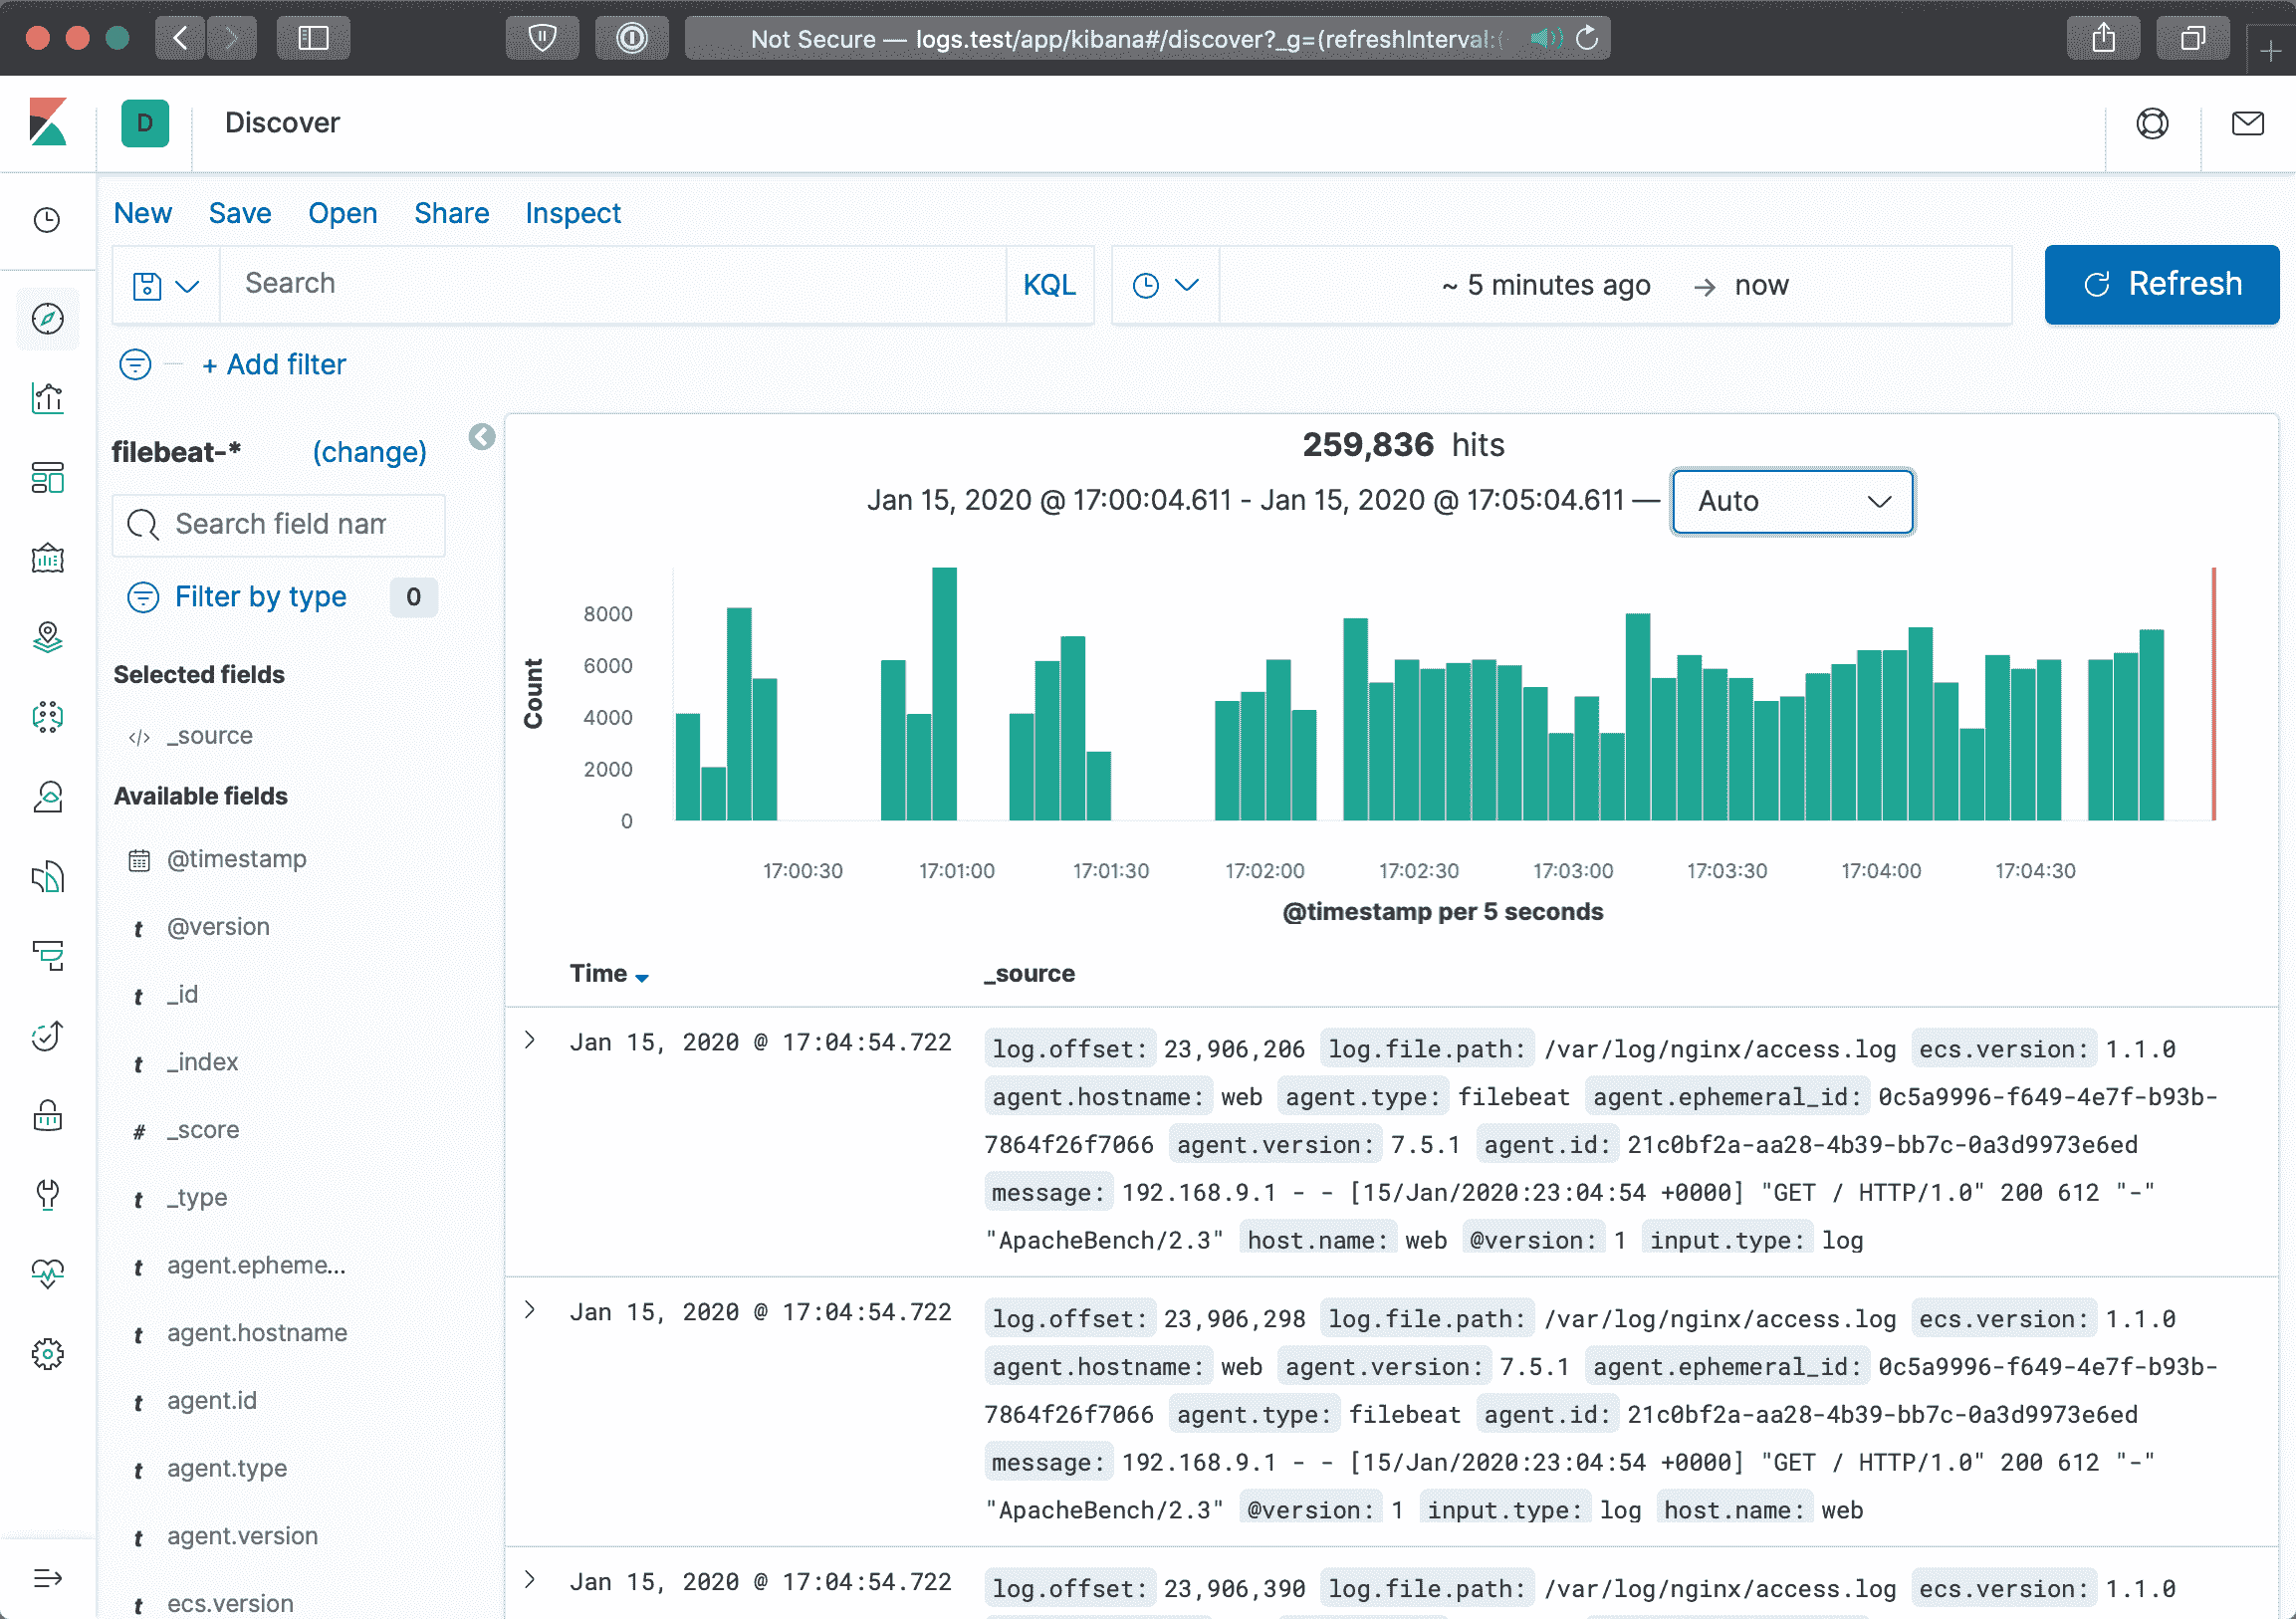 Not Secure — logs.test/app/kibana#/discover?_g=(refreshInterval:(
D Discover
New Save Open Share Inspect
Search KQL ~ 5 minutes ago → now Refresh
+ Add filter
filebeat-* (change)
Search field nam
Filter by type 0
Selected fields
</> _source
Available fields
@timestamp
t @version
t _id
t _index
# _score
t _type
t agent.epheme...
t agent.hostname
t agent.id
t agent.type
t agent.version
t ecs.version
259,836 hits
Jan 15, 2020 @ 17:00:04.611 - Jan 15, 2020 @ 17:05:04.611 — Auto
Count
8000
6000
4000
2000
0
17:00:30 17:01:00 17:01:30 17:02:00 17:02:30 17:03:00 17:03:30 17:04:00 17:04:30
@timestamp per 5 seconds
Time _source
Jan 15, 2020 @ 17:04:54.722 log.offset: 23,906,206 log.file.path: /var/log/nginx/access.log ecs.version: 1.1.0
agent.hostname: web agent.type: filebeat agent.ephemeral_id: 0c5a9996-f649-4e7f-b93b-
7864f26f7066 agent.version: 7.5.1 agent.id: 21c0bf2a-aa28-4b39-bb7c-0a3d9973e6ed
message: 192.168.9.1 - - [15/Jan/2020:23:04:54 +0000] "GET / HTTP/1.0" 200 612 "-"
"ApacheBench/2.3" host.name: web @version: 1 input.type: log
Jan 15, 2020 @ 17:04:54.722 log.offset: 23,906,298 log.file.path: /var/log/nginx/access.log ecs.version: 1.1.0
agent.hostname: web agent.version: 7.5.1 agent.ephemeral_id: 0c5a9996-f649-4e7f-b93b-
7864f26f7066 agent.type: filebeat agent.id: 21c0bf2a-aa28-4b39-bb7c-0a3d9973e6ed
message: 192.168.9.1 - - [15/Jan/2020:23:04:54 +0000] "GET / HTTP/1.0" 200 612 "-"
"ApacheBench/2.3" @version: 1 input.type: log host.name: web
Jan 15, 2020 @ 17:04:54.722 log.offset: 23,906,390 log.file.path: /var/log/nginx/access.log ecs.version: 1.1.0